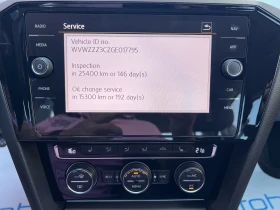 Service
RADIO
NAV
Vehicle ID no.
WVWZZZ3CZGE017795
MEDIA
APP
Inspection
in 25400 km or 146 day(s)
PHONE
CAR
Oil change service
in 15300 km or 192 day(s)
VOICE
MENU